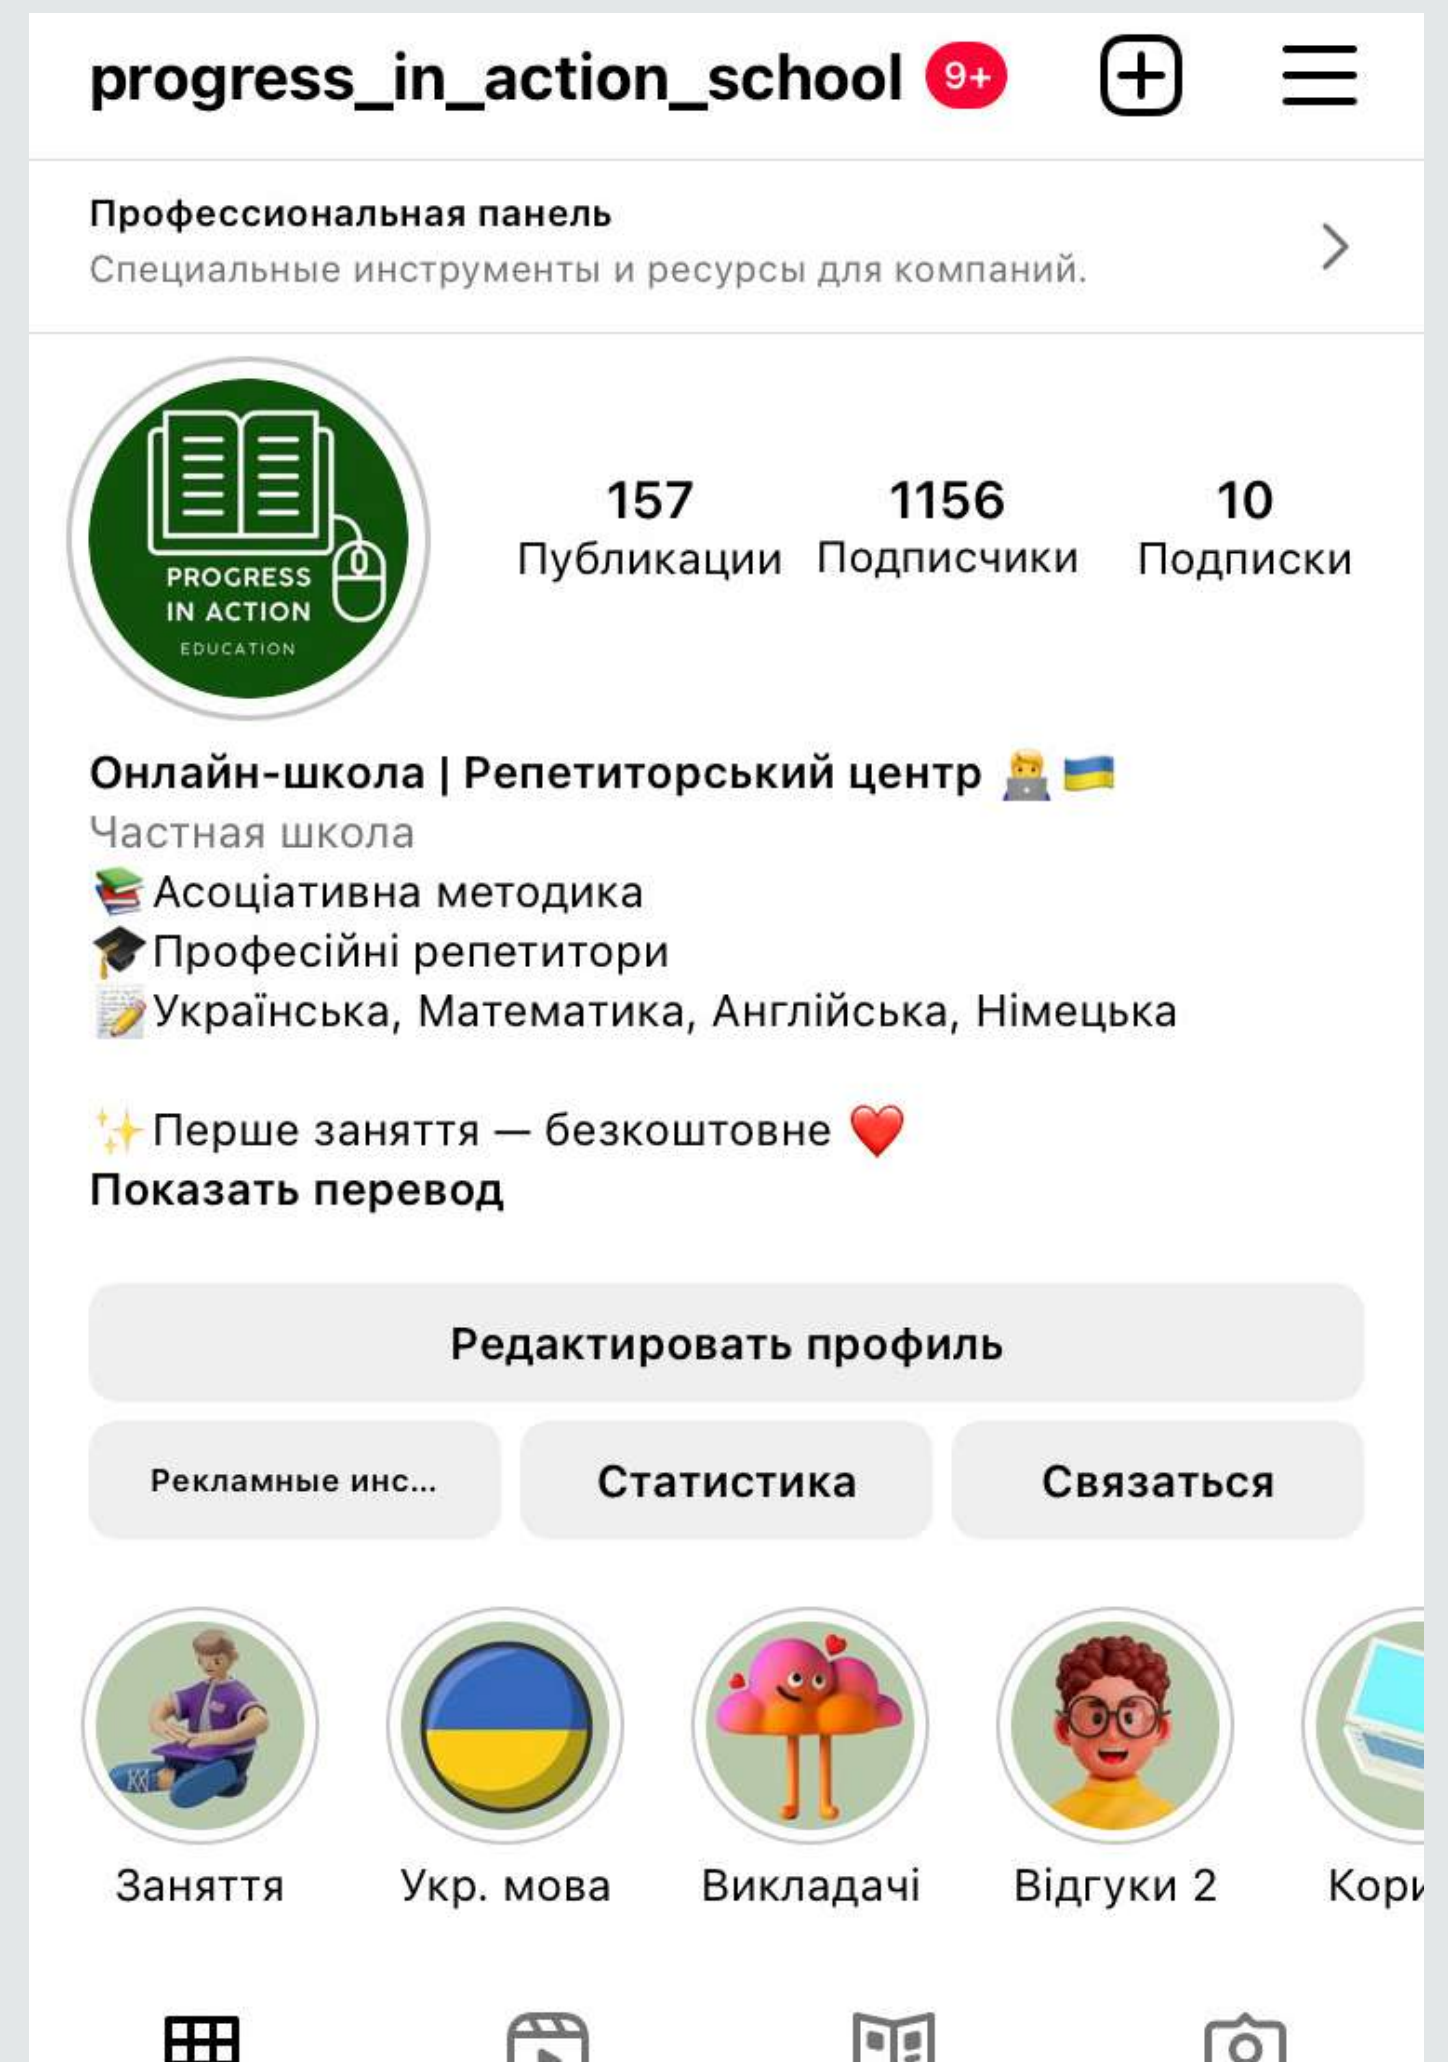 progress_in_action_school 9+
Профессиональная панель
Специальные инструменты и ресурсы для компаний.
PROGRESS
IN ACTION
EDUCATION
157 1156 10
Публикации Подписчики Подписки
Онлайн-школа | Репетиторський центр 👨‍💻🇺🇦
Частная школа
📚Асоціативна методика
🎓Професійні репетитори
📝Українська, Математика, Англійська, Німецька
✨Перше заняття — безкоштовне ❤️
Показать перевод
Редактировать профиль
Рекламные инс... Статистика Связаться
Заняття Укр. мова Викладачі Відгуки 2 Кори